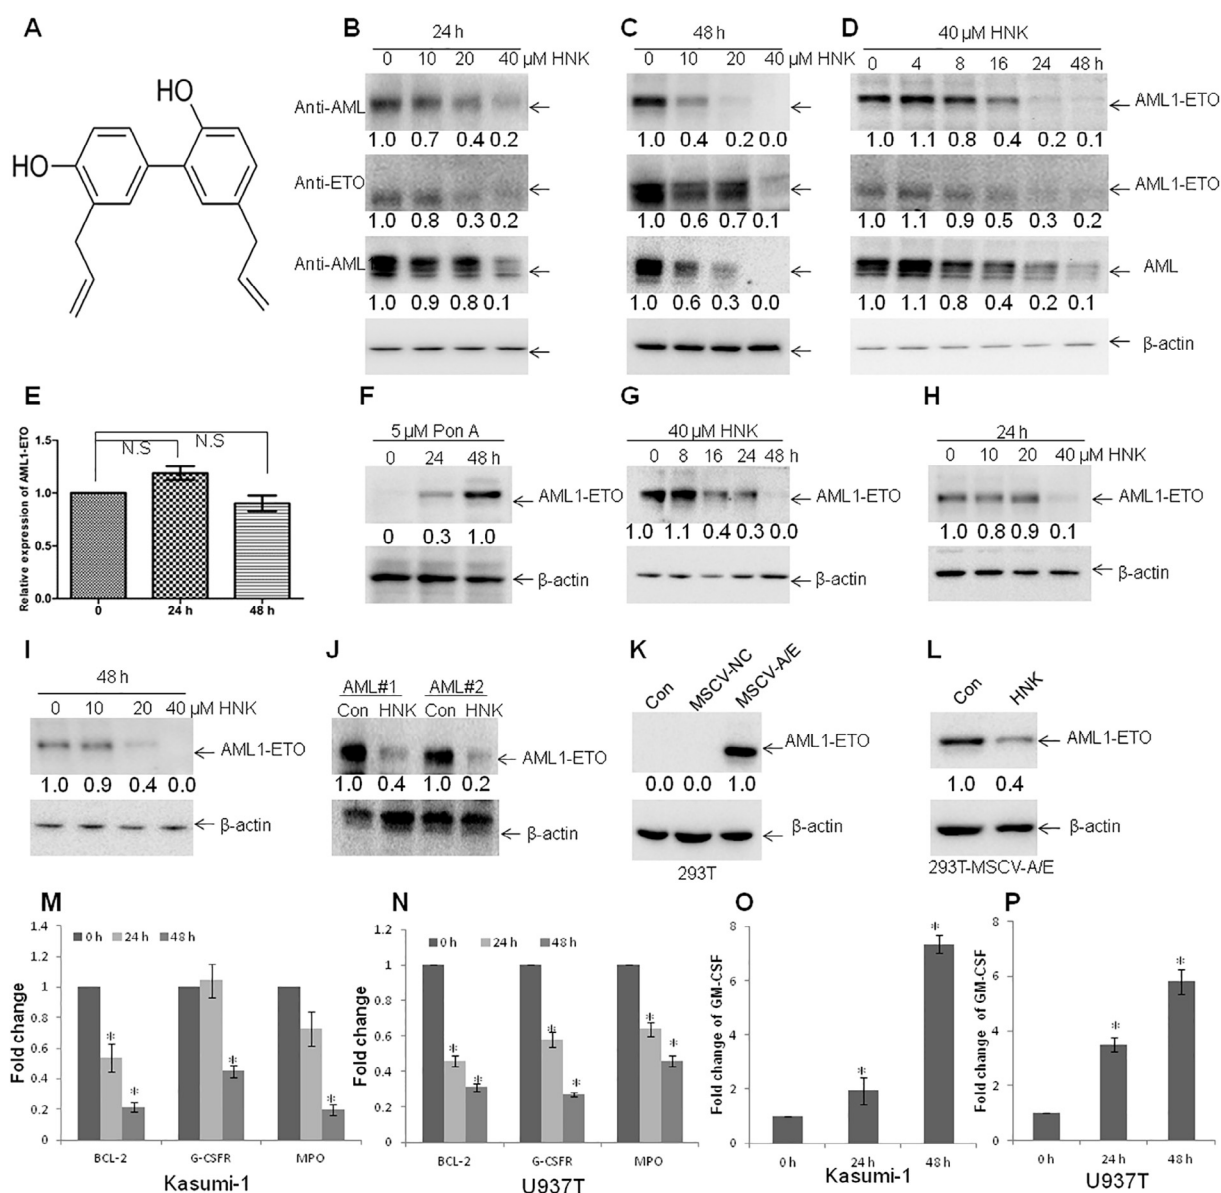 A
HO
HO
B
24 h
0 10 20 40 µM HNK
Anti-AML
1.0 0.7 0.4 0.2
Anti-ETO
1.0 0.8 0.3 0.2
Anti-AML
1.0 0.9 0.8 0.1
C
48 h
0 10 20 40 µM HNK
1.0 0.4 0.2 0.0
1.0 0.6 0.7 0.1
1.0 0.6 0.3 0.0
D
40 µM HNK
0 4 8 16 24 48 h
AML1-ETO
1.0 1.1 0.8 0.4 0.2 0.1
AML1-ETO
1.0 1.1 0.9 0.5 0.3 0.2
AML
1.0 1.1 0.8 0.4 0.2 0.1
β-actin
E
Relative expression of AML1-ETO
1.5
1.0
0.5
0.0
N.S
N.S
0 24 h 48 h
F
5 µM Pon A
0 24 48 h
AML1-ETO
0 0.3 1.0
β-actin
G
40 µM HNK
0 8 16 24 48 h
AML1-ETO
1.0 1.1 0.4 0.3 0.0
β-actin
H
24 h
0 10 20 40 µM HNK
AML1-ETO
1.0 0.8 0.9 0.1
β-actin
I
48 h
0 10 20 40 µM HNK
AML1-ETO
1.0 0.9 0.4 0.0
β-actin
J
AML#1 AML#2
Con HNK Con HNK
AML1-ETO
1.0 0.4 1.0 0.2
β-actin
K
Con MSCV-NC MSCV-A/E
AML1-ETO
0.0 0.0 1.0
β-actin
293T
L
Con HNK
AML1-ETO
1.0 0.4
β-actin
293T-MSCV-A/E
M
Fold change
1.4
1.2
1
0.8
0.6
0.4
0.2
0
0 h 24 h 48 h
* * * *
BCL-2 G-CSFR MPO
Kasumi-1
N
Fold change
1.2
1
0.8
0.6
0.4
0.2
0
0 h 24 h 48 h
* * * * * *
BCL-2 G-CSFR MPO
U937T
O
Fold change of GM-CSF
8
6
4
2
0
* *
0 h 24 h 48 h
Kasumi-1
P
Fold change of GM-CSF
8
6
4
2
0
* *
0 h 24 h 48 h
U937T